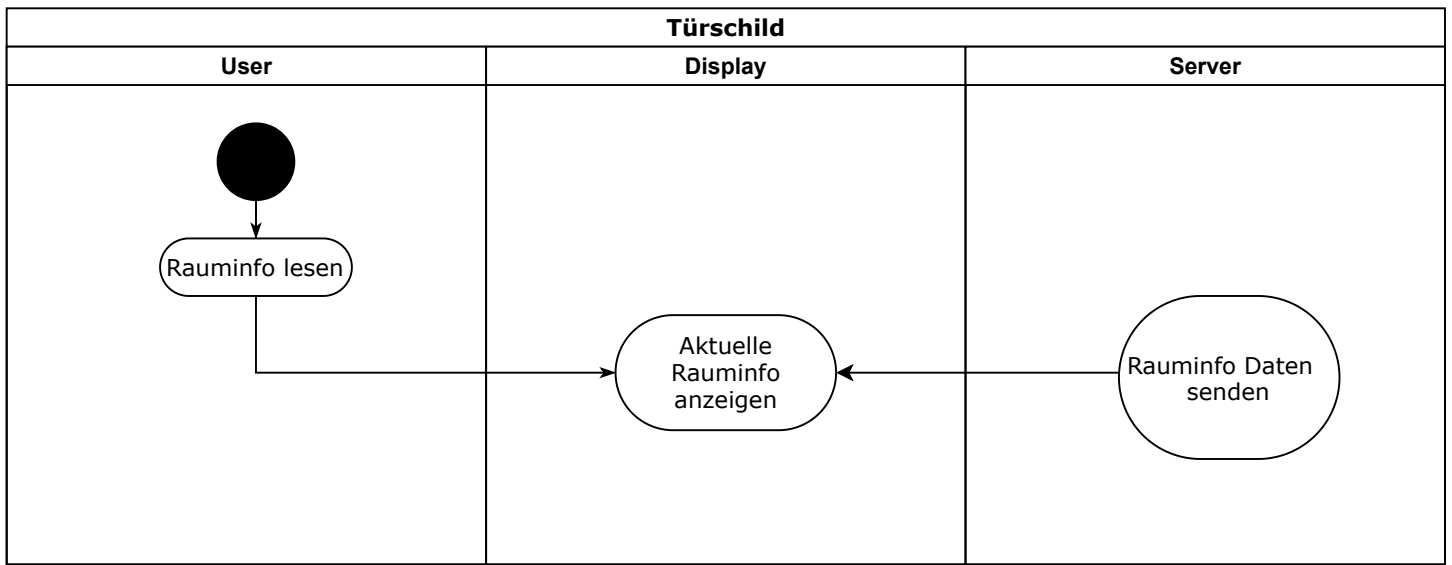 Türschild
User
Display
Server
Rauminfo lesen
Aktuelle
Rauminfo
anzeigen
Rauminfo Daten
senden